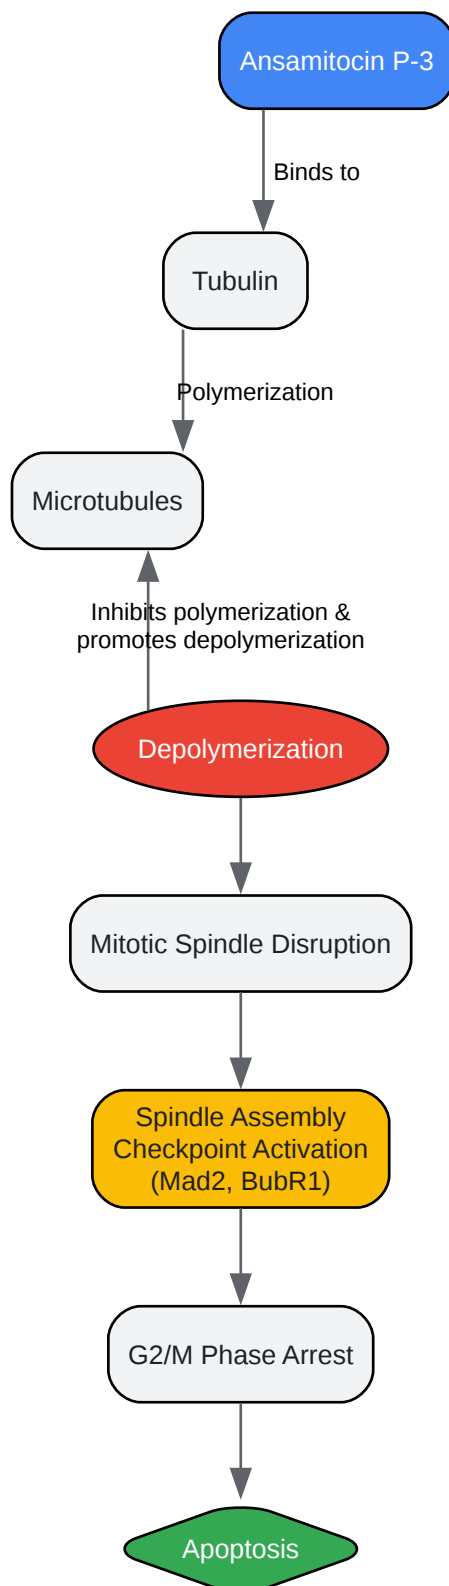 Ansamitocin P-3
Binds to
Tubulin
Polymerization
Microtubules
Inhibits polymerization &
promotes depolymerization
Depolymerization
Mitotic Spindle Disruption
Spindle Assembly
Checkpoint Activation
(Mad2, BubR1)
G2/M Phase Arrest
Apoptosis